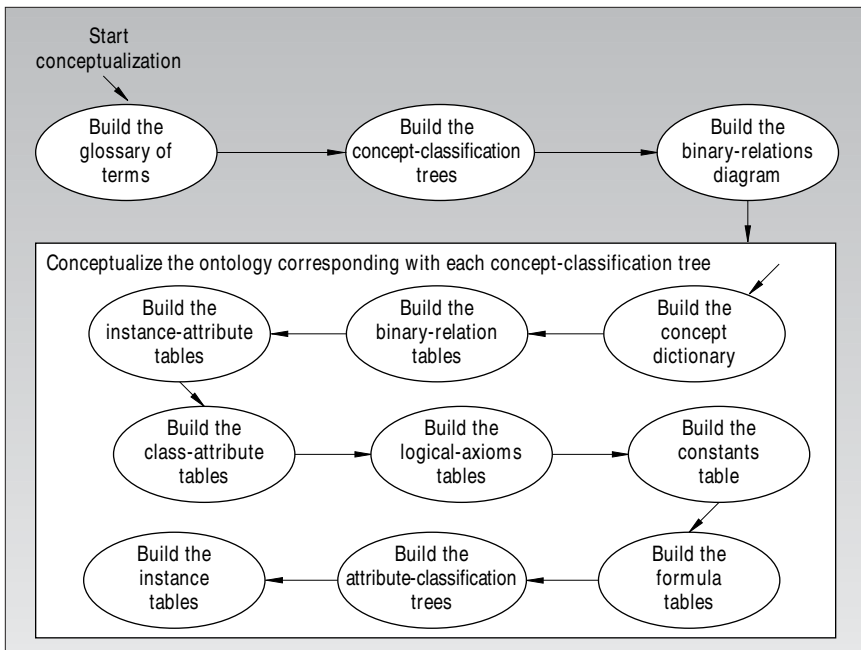 Start
conceptualization
Build the
glossary of
terms
Build the
concept-classification
trees
Build the
binary-relations
diagram
Conceptualize the ontology corresponding with each concept-classification tree
Build the
concept
dictionary
Build the
binary-relation
tables
Build the
instance-attribute
tables
Build the
class-attribute
tables
Build the
logical-axioms
tables
Build the
constants
table
Build the
formula
tables
Build the
attribute-classification
trees
Build the
instance
tables